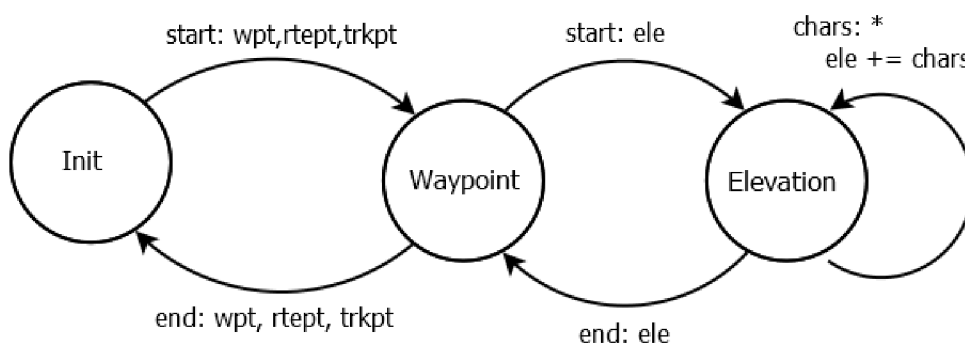 start: wpt,rtept,trkpt
start: ele
chars: *
ele += chars
Init
Waypoint
Elevation
end: wpt, rtept, trkpt
end: ele